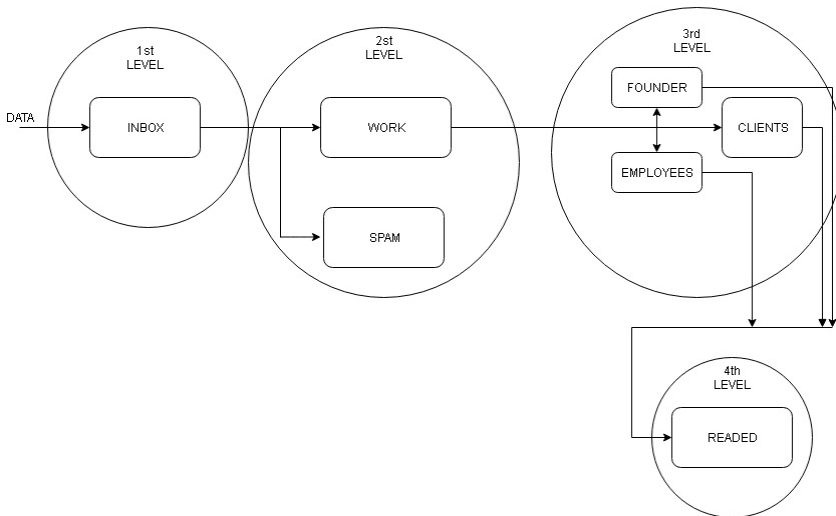 DATA
1st
LEVEL
INBOX
2st
LEVEL
WORK
SPAM
3rd
LEVEL
FOUNDER
CLIENTS
EMPLOYEES
4th
LEVEL
READED